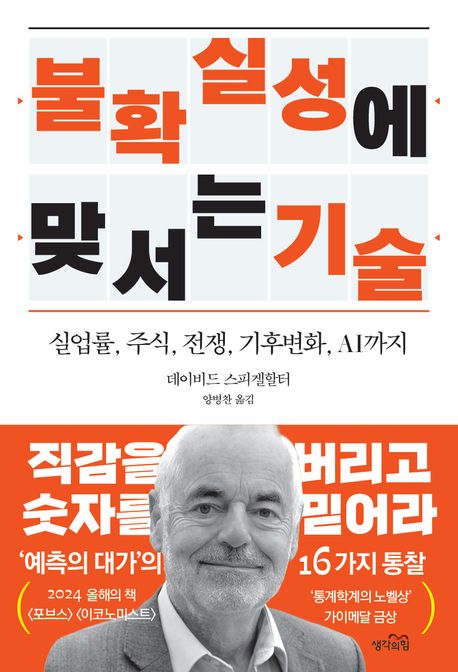 불확실성에
맞서는기술
실업률, 주식, 전쟁, 기후변화, AI까지
데이비드 스피겔할터
양병찬 옮김
직감을 버리고
숫자를 믿어라
‘예측의 대가’의 16가지 통찰
2024 올해의 책
〈포브스〉 〈이코노미스트〉
‘통계학계의 노벨상’
가이메달 금상
생각의힘